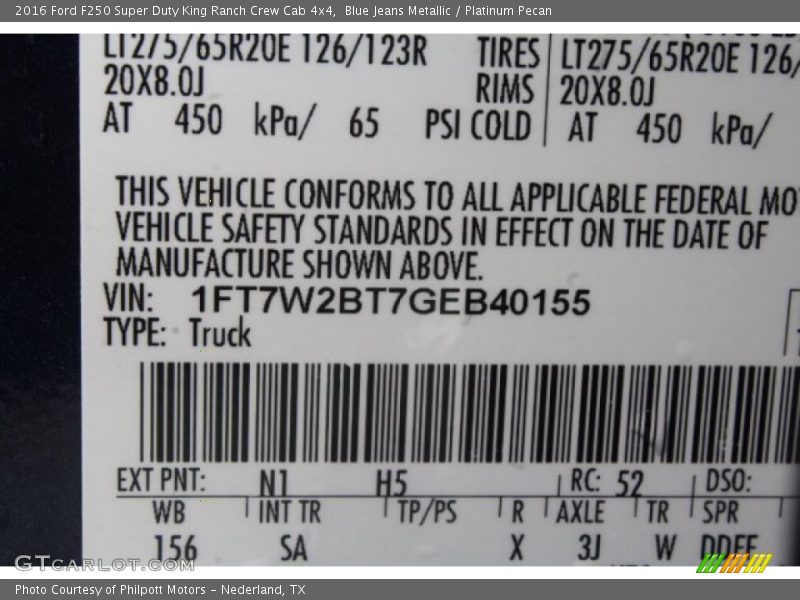 2016 Ford F250 Super Duty King Ranch Crew Cab 4x4, Blue Jeans Metallic / Platinum Pecan
LT275/65R20E 126/123R TIRES LT275/65R20E 126/
20X8.0J RIMS 20X8.0J
AT 450 kPa/ 65 PSI COLD AT 450 kPa/
THIS VEHICLE CONFORMS TO ALL APPLICABLE FEDERAL MO
VEHICLE SAFETY STANDARDS IN EFFECT ON THE DATE OF
MANUFACTURE SHOWN ABOVE.
VIN: 1FT7W2BT7GEB40155
TYPE: Truck
EXT PNT: N1 H5 RC: 52 DSO:
WB INT TR TP/PS R AXLE TR SPR
156 SA X 3J W DDFF
GTCarLot.com
Photo Courtesy of Philpott Motors - Nederland, TX